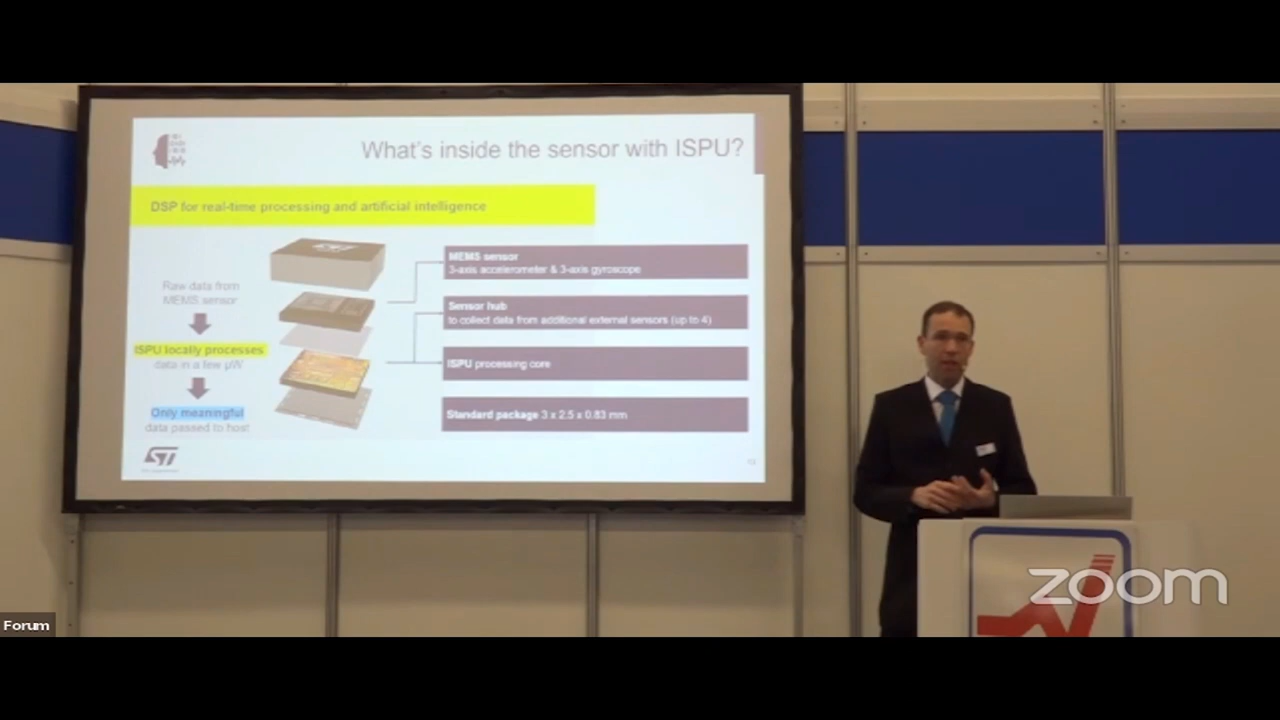 What's inside the sensor with ISPU?
DSP for real-time processing and artificial intelligence
ST
MEMS sensor
3-axis accelerometer & 3-axis gyroscope
Raw data from
MEMS sensor
Sensor hub
to collect data from additional external sensors (up to 4)
ISPU locally processes
data in a few µW
ISPU processing core
Only meaningful
data passed to host
Standard package 3 x 2.5 x 0.83 mm
ST
zoom
Forum